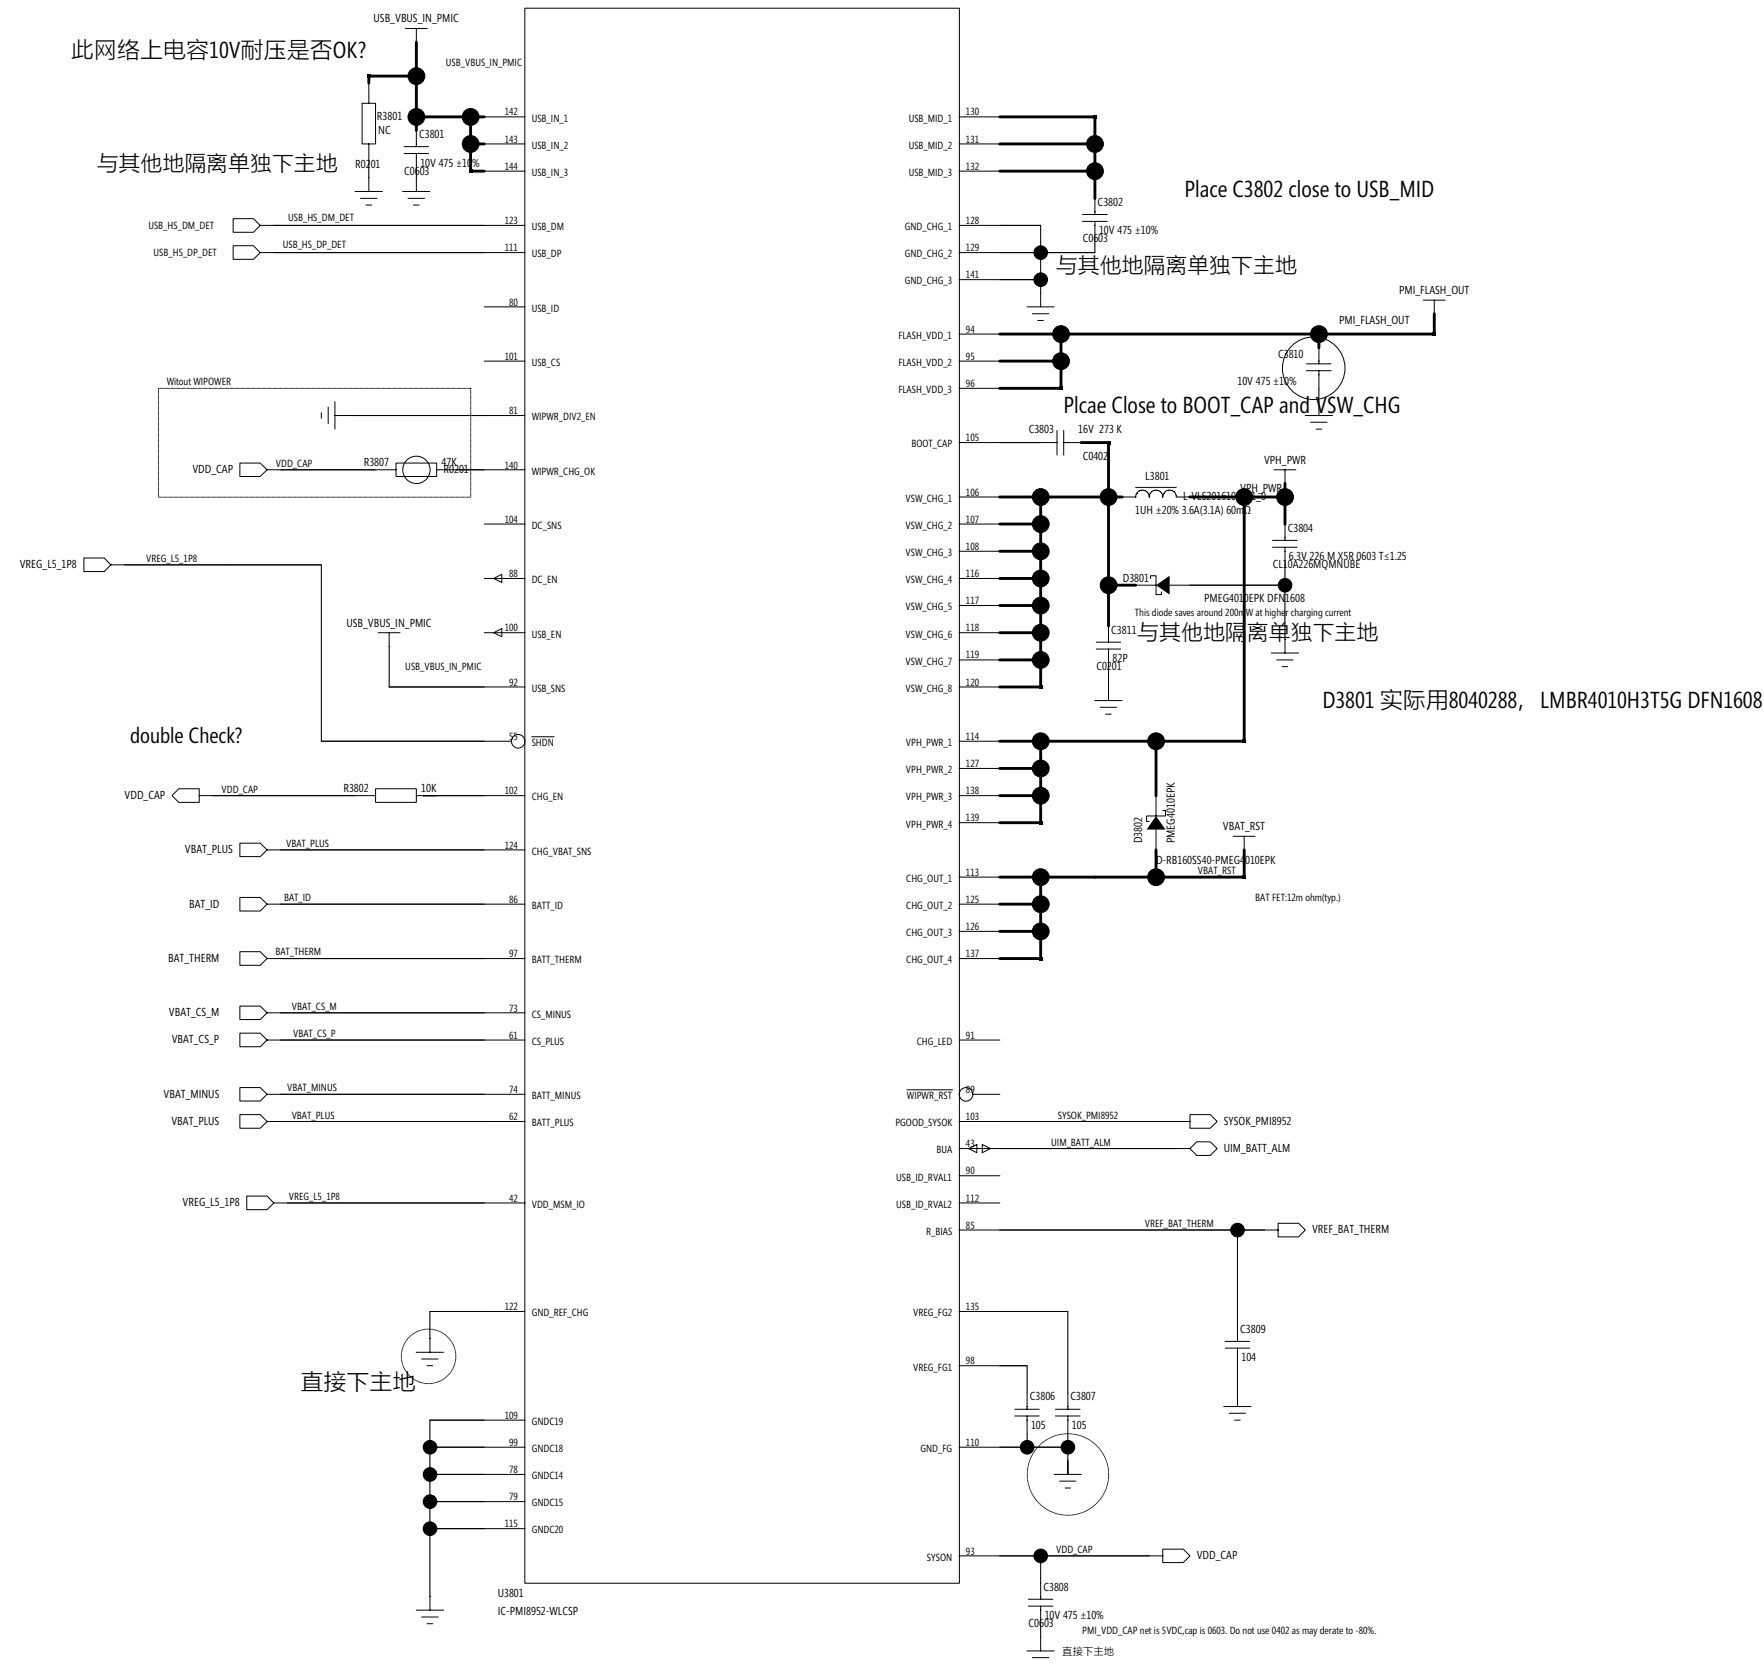 USB_VBUS_IN_PMIC
此网络上电容10V耐压是否OK?
USB_VBUS_IN_PMIC
R3801
NC
R0201
C3801
10V 475 ±10%
C0603
与其他地隔离单独下主地
142 USB_IN_1
143 USB_IN_2
144 USB_IN_3
USB_HS_DM_DET USB_HS_DM_DET 123 USB_DM
USB_HS_DP_DET USB_HS_DP_DET 111 USB_DP
80 USB_ID
101 USB_CS
Witout WIPOWER
81 WIPWR_DIV2_EN
VDD_CAP VDD_CAP R3807 47K R0201 140 WIPWR_CHG_OK
104 DC_SNS
VREG_L5_1P8 VREG_L5_1P8
88 DC_EN
USB_VBUS_IN_PMIC
100 USB_EN
USB_VBUS_IN_PMIC
92 USB_SNS
double Check?
55 SHDN
VDD_CAP VDD_CAP R3802 10K 102 CHG_EN
VBAT_PLUS VBAT_PLUS 124 CHG_VBAT_SNS
BAT_ID BAT_ID 86 BATT_ID
BAT_THERM BAT_THERM 97 BATT_THERM
VBAT_CS_M VBAT_CS_M 73 CS_MINUS
VBAT_CS_P VBAT_CS_P 61 CS_PLUS
VBAT_MINUS VBAT_MINUS 74 BATT_MINUS
VBAT_PLUS VBAT_PLUS 62 BATT_PLUS
VREG_L5_1P8 VREG_L5_1P8 42 VDD_MSM_IO
122 GND_REF_CHG
直接下主地
109 GNDC19
99 GNDC18
78 GNDC14
79 GNDC15
115 GNDC20
U3801
IC-PMI8952-WLCSP
USB_MID_1 130
USB_MID_2 131
USB_MID_3 132
Place C3802 close to USB_MID
C3802
10V 475 ±10%
C0603
GND_CHG_1 128
GND_CHG_2 129
GND_CHG_3 141
与其他地隔离单独下主地
PMI_FLASH_OUT
PMI_FLASH_OUT
FLASH_VDD_1 94
FLASH_VDD_2 95
FLASH_VDD_3 96
C3810
10V 475 ±10%
Plcae Close to BOOT_CAP and VSW_CHG
BOOT_CAP 105 C3803 16V 273 K
C0402
VPH_PWR
VPH_PWR
L3801
1UH ±20% 3.6A(3.1A) 60mΩ
VSW_CHG_1 106
VSW_CHG_2 107
VSW_CHG_3 108
VSW_CHG_4 116
VSW_CHG_5 117
VSW_CHG_6 118
VSW_CHG_7 119
VSW_CHG_8 120
C3804
6.3V 226 M X5R 0603 T≤1.25
CL10A226MQMNUBE
D3801
PMEG4010EPK DFN1608
This diode saves around 200mW at higher charging current
与其他地隔离单独下主地
C3811
82P
C0201
D3801 实际用8040288， LMBR4010H3T5G DFN1608
VPH_PWR_1 114
VPH_PWR_2 127
VPH_PWR_3 138
VPH_PWR_4 139
D3802
PMEG4010EPK
D-RB160SS40-PMEG4010EPK
VBAT_RST
VBAT_RST
BAT FET:12m ohm(typ.)
CHG_OUT_1 113
CHG_OUT_2 125
CHG_OUT_3 126
CHG_OUT_4 137
CHG_LED 91
WIPWR_RST 89
PGOOD_SYSOK 103 SYSOK_PMI8952 SYSOK_PMI8952
BUA 43 UIM_BATT_ALM UIM_BATT_ALM
USB_ID_RVAL1 90
USB_ID_RVAL2 112
R_BIAS 85 VREF_BAT_THERM VREF_BAT_THERM
C3809
104
VREG_FG2 135
VREG_FG1 98
C3806 C3807
105 105
GND_FG 110
SYSON 93 VDD_CAP VDD_CAP
C3808
10V 475 ±10%
C0603
PMI_VDD_CAP net is 5VDC,cap is 0603. Do not use 0402 as may derate to -80%.
直接下主地